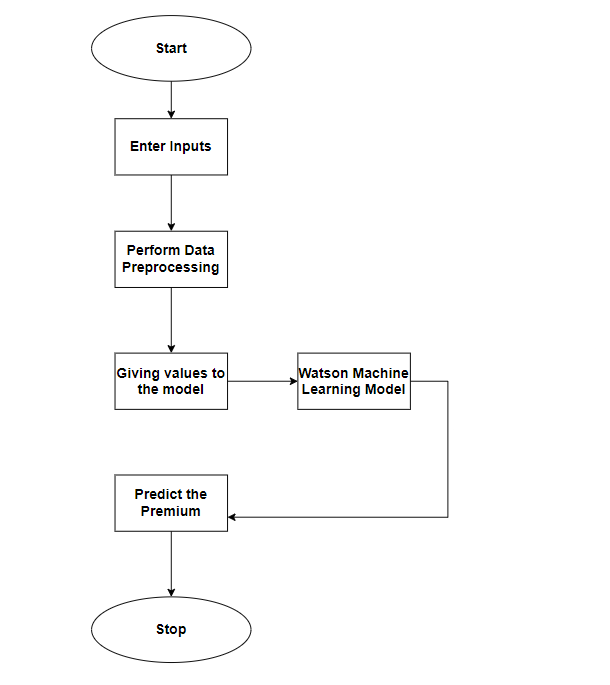 Start
Enter Inputs
Perform Data
Preprocessing
Giving values to
the model
Watson Machine
Learning Model
Predict the
Premium
Stop